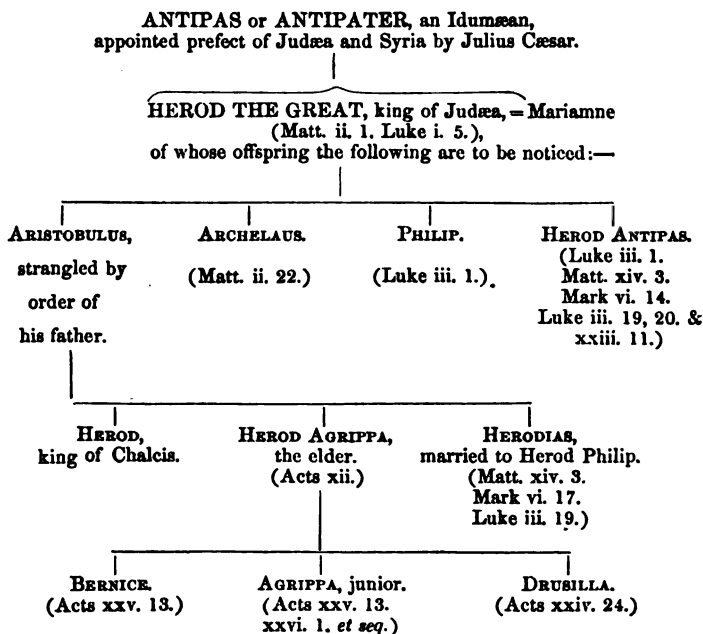 ANTIPAS or ANTIPATER, an Idumæan,
appointed prefect of Judæa and Syria by Julius Cæsar.
HEROD THE GREAT, king of Judæa, = Mariamne
(Matt. ii. 1. Luke i. 5.),
of whose offspring the following are to be noticed:—
ARISTOBULUS,
strangled by
order of
his father.
ARCHELAUS.
(Matt. ii. 22.)
PHILIP.
(Luke iii. 1.).
HEROD ANTIPAS.
(Luke iii. 1.
Matt. xiv. 3.
Mark vi. 14.
Luke iii. 19, 20. &
xxiii. 11.)
HEROD,
king of Chalcis.
HEROD AGRIPPA,
the elder.
(Acts xii.)
HERODIAS,
married to Herod Philip.
(Matt. xiv. 3.
Mark vi. 17.
Luke iii. 19.)
BERNICE.
(Acts xxv. 13.)
AGRIPPA, junior.
(Acts xxv. 13.
xxvi. 1. et seq.)
DRUSILLA.
(Acts xxiv. 24.)